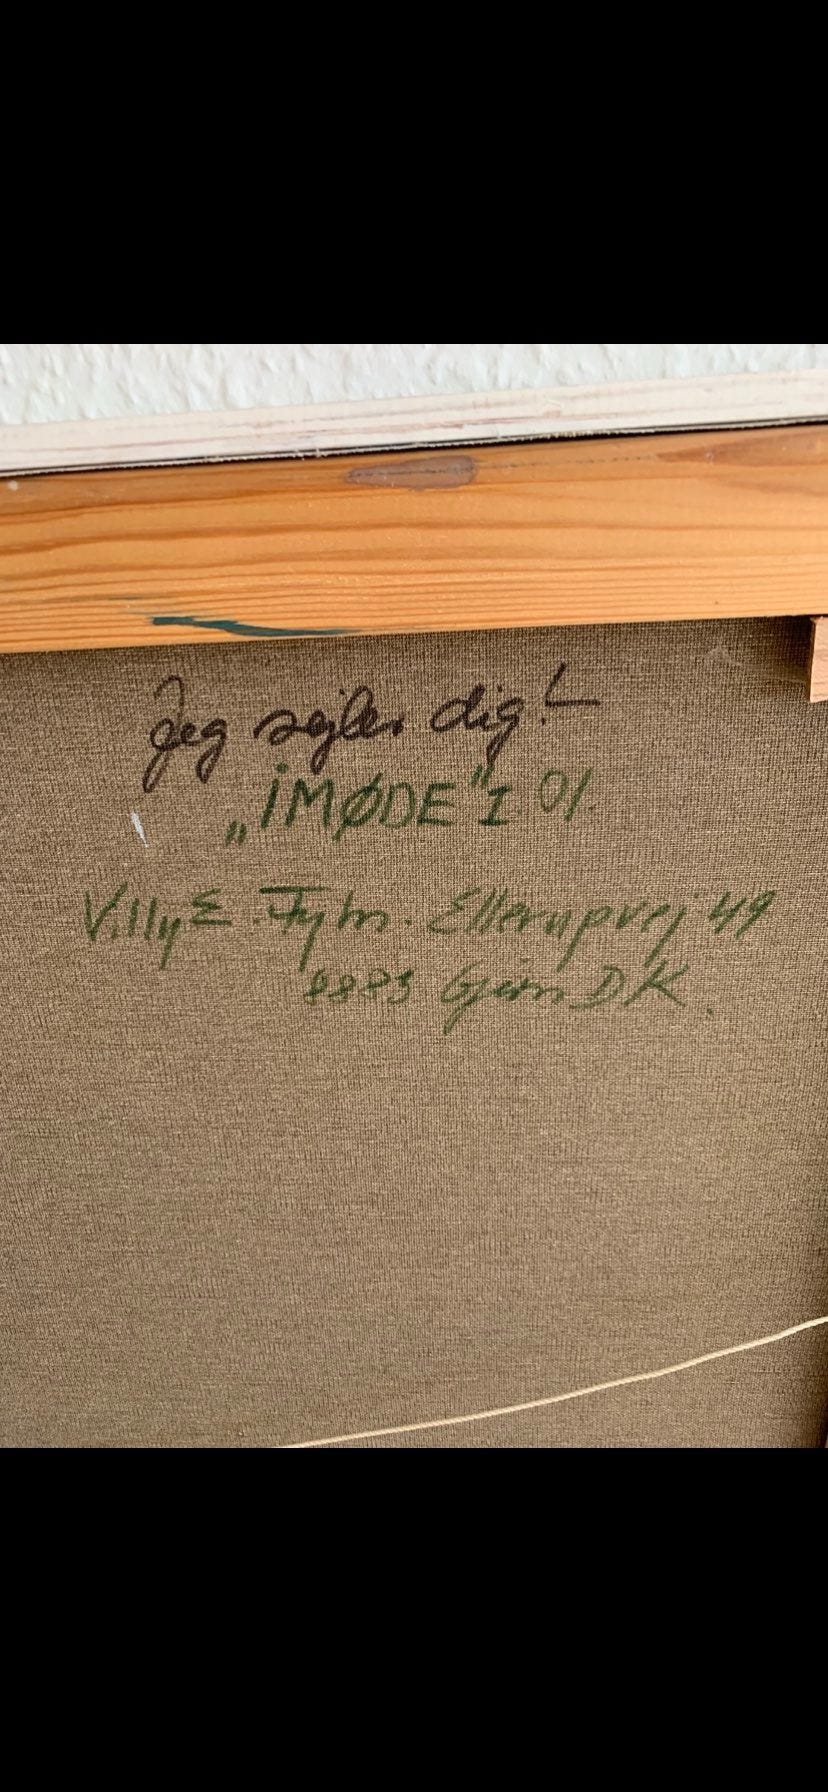 Jeg sejler dig!
„IMØDE" I 01.
Villy E. Fyhn. Ellerupvej 49
8883 Gjern DK.